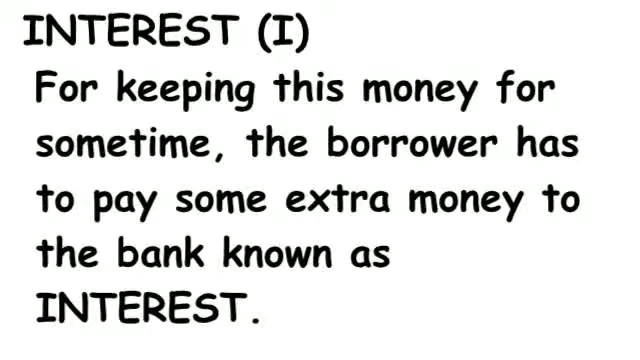 INTEREST (I)
For keeping this money for
sometime, the borrower has
to pay some extra money to
the bank known as
INTEREST.